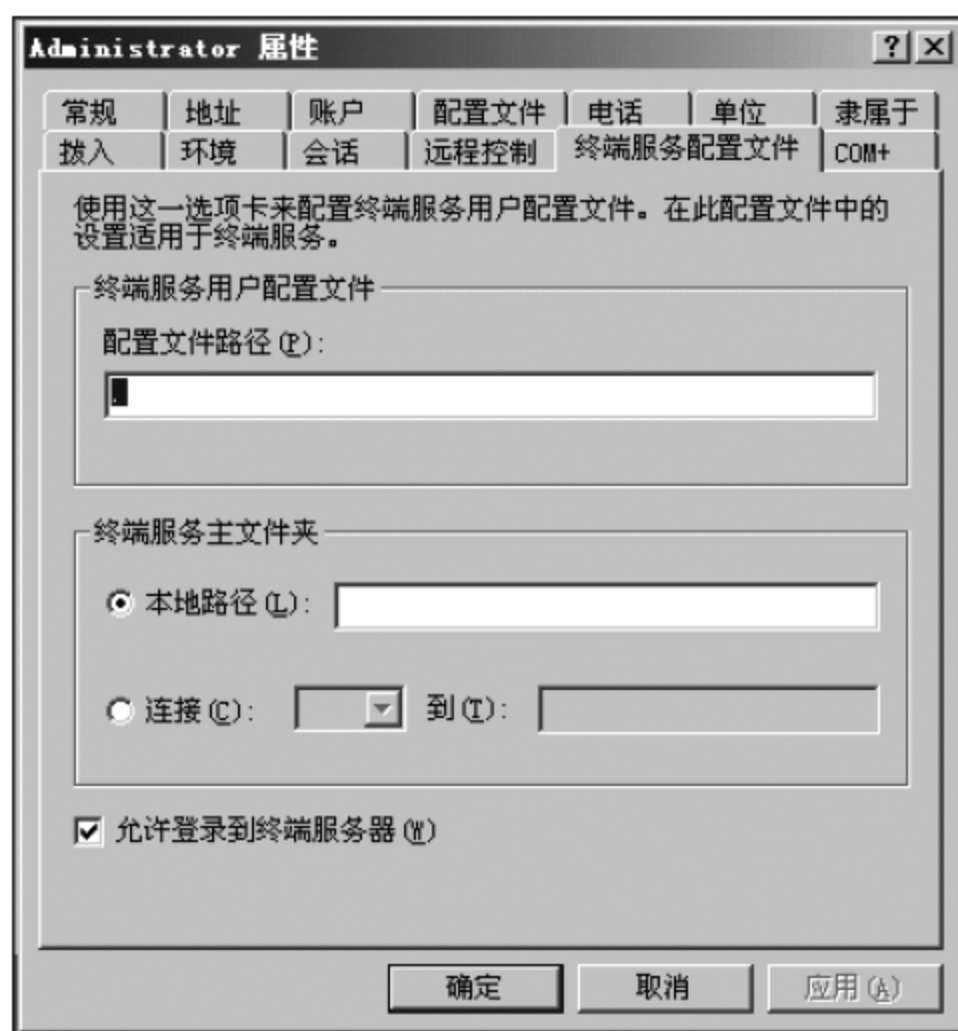 Administrator 属性
常规 地址 账户 配置文件 电话 单位 隶属于
拨入 环境 会话 远程控制 终端服务配置文件 COM+
使用这一选项卡来配置终端服务用户配置文件。在此配置文件中的
设置适用于终端服务。
终端服务用户配置文件
配置文件路径(P):
.
终端服务主文件夹
本地路径(L):
连接(C): 到(T):
允许登录到终端服务器(W)
确定 取消 应用(A)